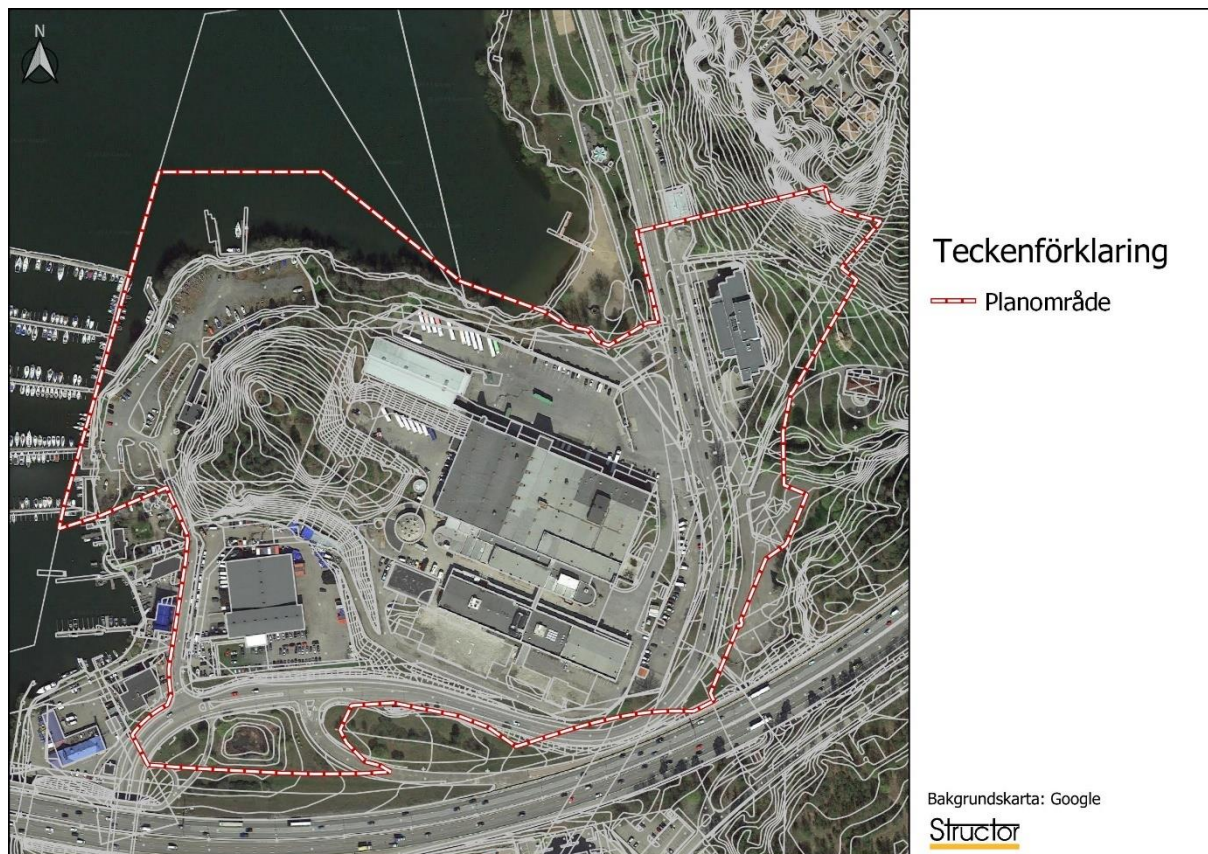 N
Teckenförklaring
Planområde
Bakgrundskarta: Google
Structor